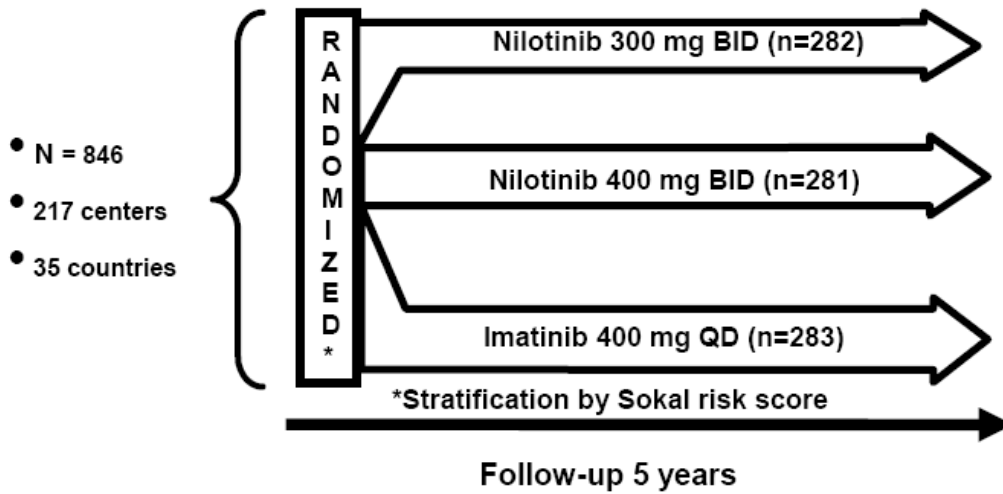 • N = 846
• 217 centers
• 35 countries
RANDOMIZED*
Nilotinib 300 mg BID (n=282)
Nilotinib 400 mg BID (n=281)
Imatinib 400 mg QD (n=283)
*Stratification by Sokal risk score
Follow-up 5 years